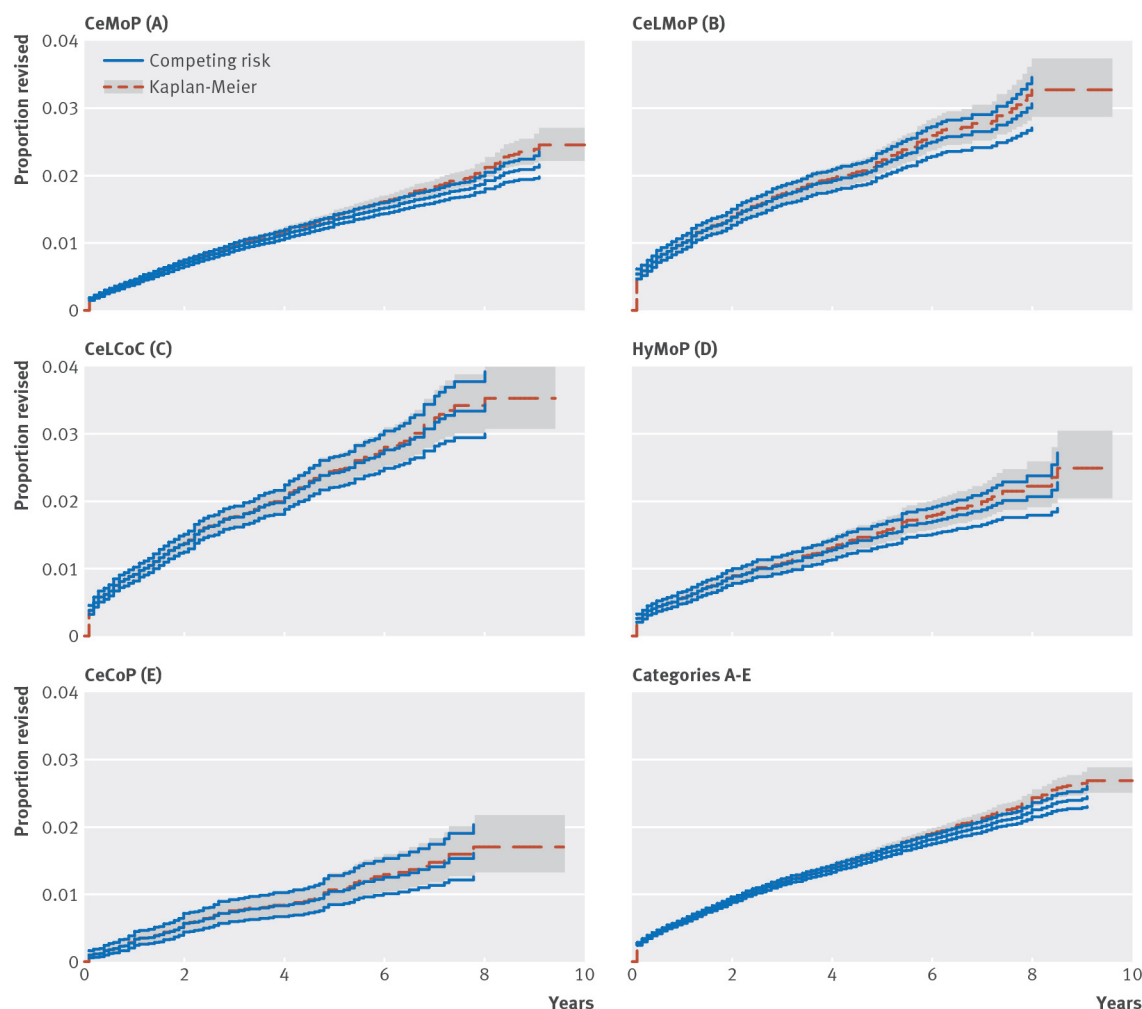 CeMoP (A)
Proportion revised
0.04
0.03
0.02
0.01
0
Competing risk
Kaplan-Meier
CeLMoP (B)
CeLCoC (C)
Proportion revised
0.04
0.03
0.02
0.01
0
HyMoP (D)
CeCoP (E)
Proportion revised
0.04
0.03
0.02
0.01
0
0 2 4 6 8 10
Years
Categories A-E
0 2 4 6 8 10
Years